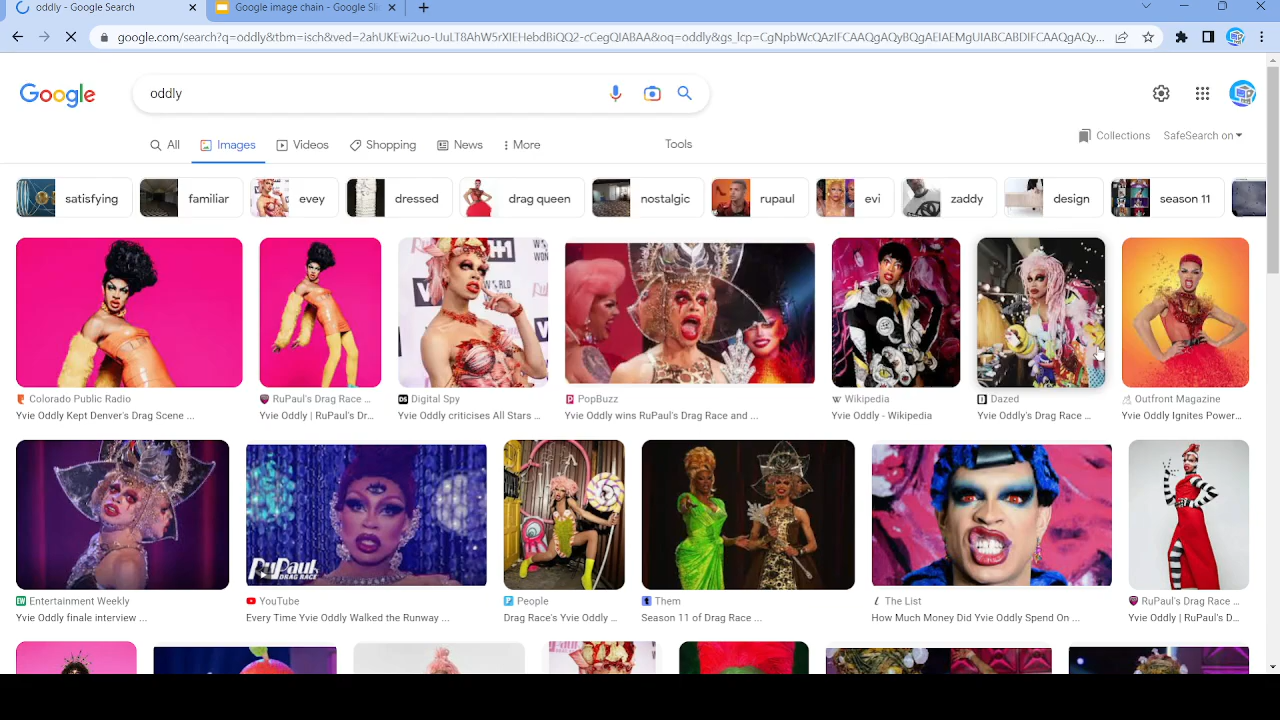 oddly - Google Search
Google image chain - Google Sl
google.com/search?q=oddly&tbm=isch&ved=2ahUKEwi2uo-UuLT8AhW5rXIEHebdBiQQ2-cCegQIABAA&oq=oddly&gs_lcp=CgNpbWcQAzIFCAAQgAQyBQgAEIAEMgUIABCABDIFCAAQgAQy...
Google
oddly
All
Images
Videos
Shopping
News
More
Tools
Collections
SafeSearch on
satisfying
familiar
evey
dressed
drag queen
nostalgic
rupaul
evi
zaddy
design
season 11
Colorado Public Radio
Yvie Oddly Kept Denver's Drag Scene ...
RuPaul's Drag Race ...
Yvie Oddly | RuPaul's Dr...
Digital Spy
Yvie Oddly criticises All Stars ...
PopBuzz
Yvie Oddly wins RuPaul's Drag Race and ...
Wikipedia
Yvie Oddly - Wikipedia
Dazed
Yvie Oddly's Drag Race ...
Outfront Magazine
Yvie Oddly Ignites Power...
RuPaul's
DRAG RACE
Entertainment Weekly
Yvie Oddly finale interview ...
YouTube
Every Time Yvie Oddly Walked the Runway ...
People
Drag Race's Yvie Oddly ...
Them
Season 11 of Drag Race ...
The List
How Much Money Did Yvie Oddly Spend On ...
RuPaul's Drag Race ...
Yvie Oddly | RuPaul's D...